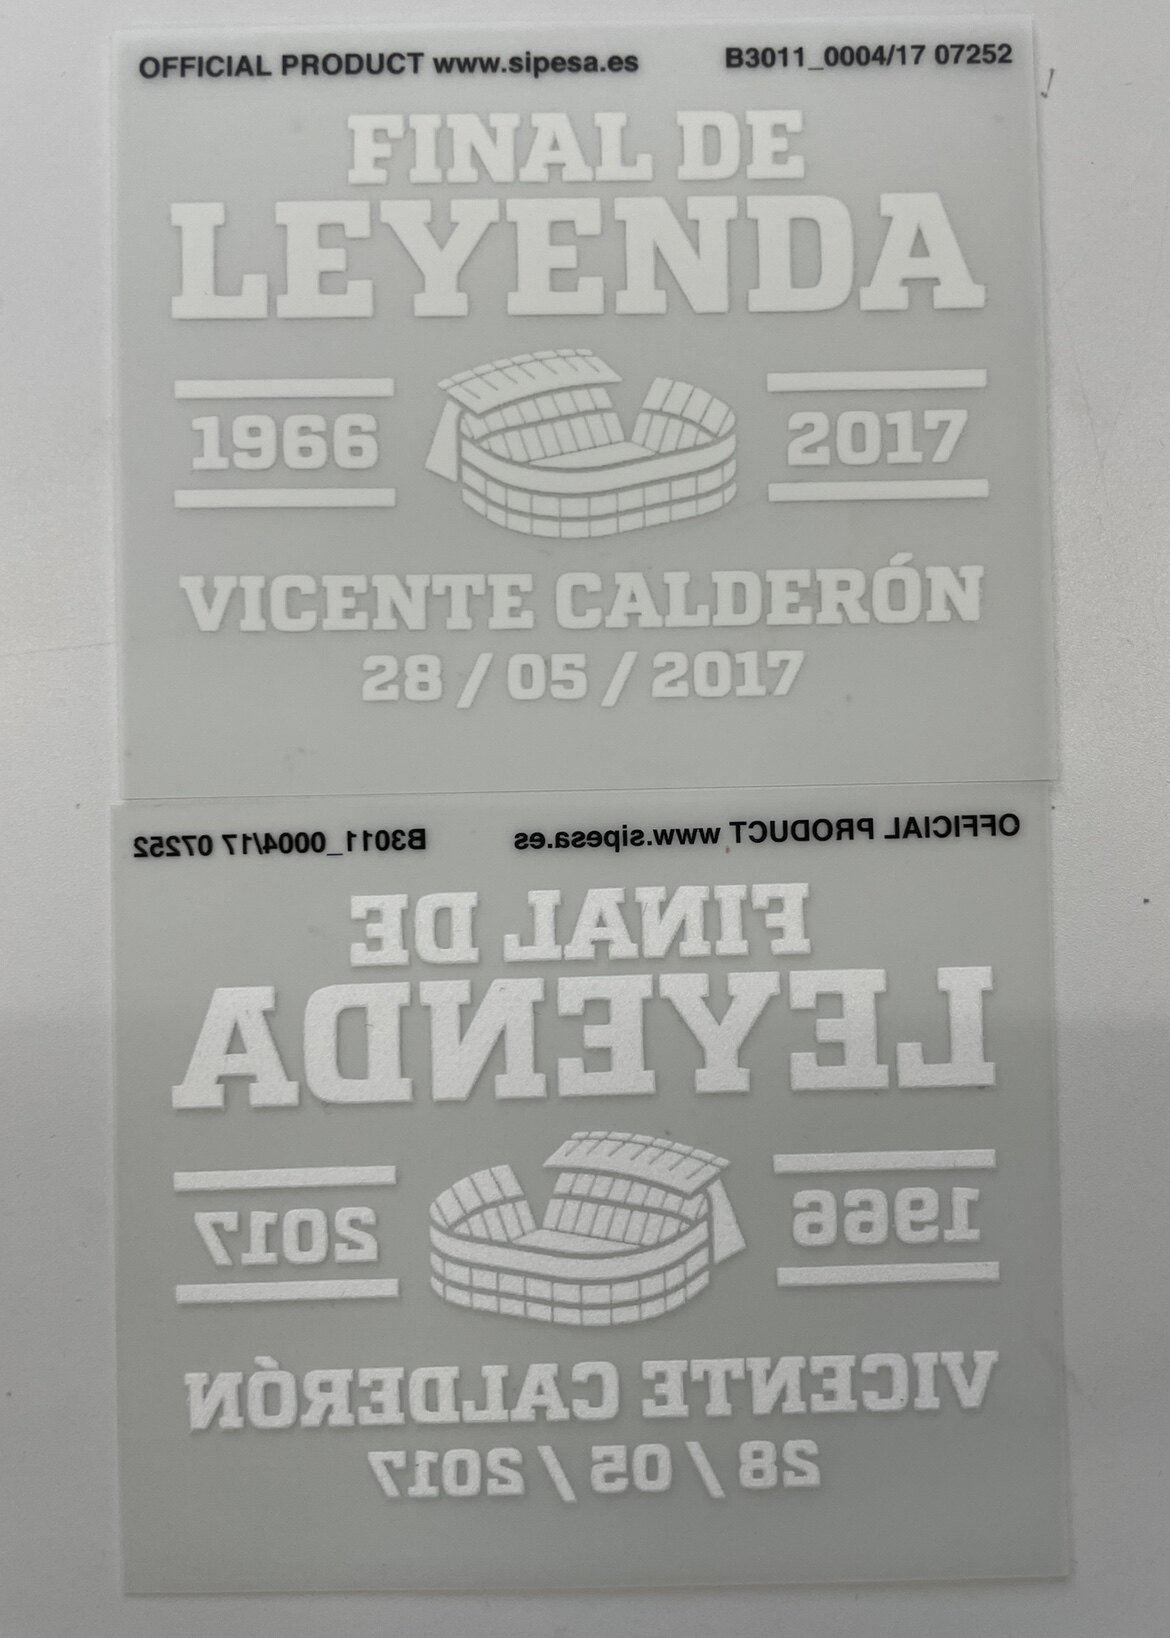 OFFICIAL PRODUCT www.sipesa.es B3011_0004/17 07252
FINAL DE
LEYENDA
1966 2017
VICENTE CALDERÓN
28 / 05 / 2017
OFFICIAL PRODUCT www.sipesa.es B3011_0004/17 07252
FINAL DE
LEYENDA
1966 2017
VICENTE CALDERÓN
28 / 05 / 2017